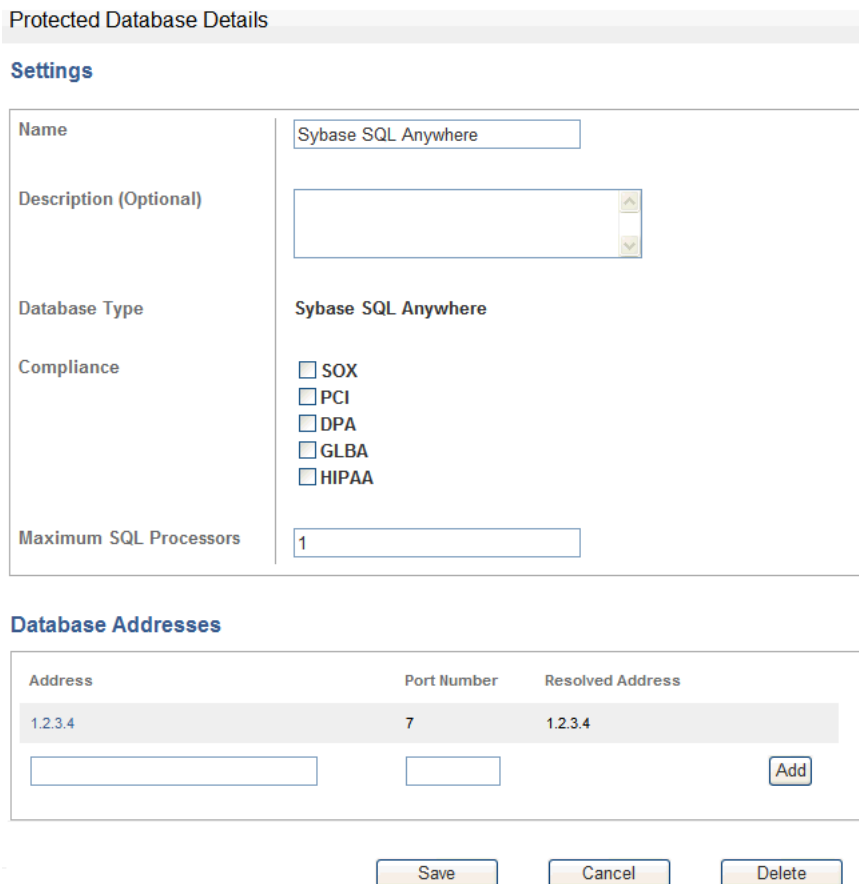 Protected Database Details
Settings
Name
Sybase SQL Anywhere
Description (Optional)
Database Type
Sybase SQL Anywhere
Compliance
SOX
PCI
DPA
GLBA
HIPAA
Maximum SQL Processors
1
Database Addresses
Address Port Number Resolved Address
1.2.3.4 7 1.2.3.4
Add
Save Cancel Delete